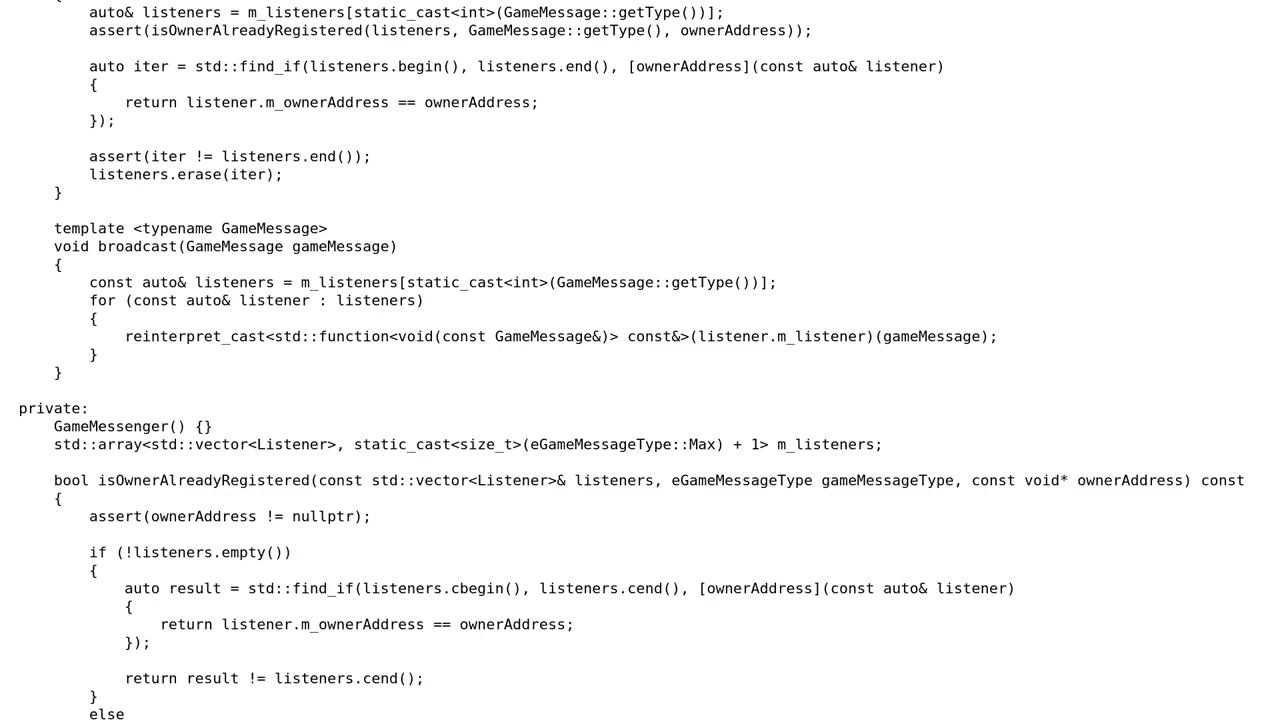 {
auto& listeners = m_listeners[static_cast<int>(GameMessage::getType())];
assert(isOwnerAlreadyRegistered(listeners, GameMessage::getType(), ownerAddress));
auto iter = std::find_if(listeners.begin(), listeners.end(), [ownerAddress](const auto& listener)
{
return listener.m_ownerAddress == ownerAddress;
});
assert(iter != listeners.end());
listeners.erase(iter);
}
template <typename GameMessage>
void broadcast(GameMessage gameMessage)
{
const auto& listeners = m_listeners[static_cast<int>(GameMessage::getType())];
for (const auto& listener : listeners)
{
reinterpret_cast<std::function<void(const GameMessage&)> const&>(listener.m_listener)(gameMessage);
}
}
private:
GameMessenger() {}
std::array<std::vector<Listener>, static_cast<size_t>(eGameMessageType::Max) + 1> m_listeners;
bool isOwnerAlreadyRegistered(const std::vector<Listener>& listeners, eGameMessageType gameMessageType, const void* ownerAddress) const
{
assert(ownerAddress != nullptr);
if (!listeners.empty())
{
auto result = std::find_if(listeners.cbegin(), listeners.cend(), [ownerAddress](const auto& listener)
{
return listener.m_ownerAddress == ownerAddress;
});
return result != listeners.cend();
}
else